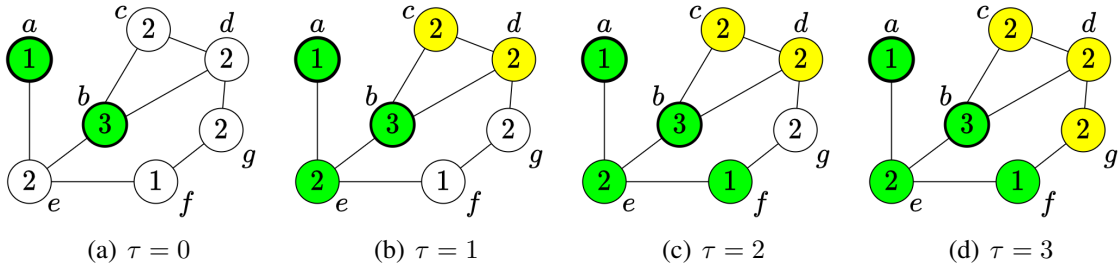 a c d
1 2 2
b
3 2
g
2 1
e f
(a) τ = 0
a c d
1 2 2
b
3 2
g
2 1
e f
(b) τ = 1
a c d
1 2 2
b
3 2
g
2 1
e f
(c) τ = 2
a c d
1 2 2
b
3 2
g
2 1
e f
(d) τ = 3